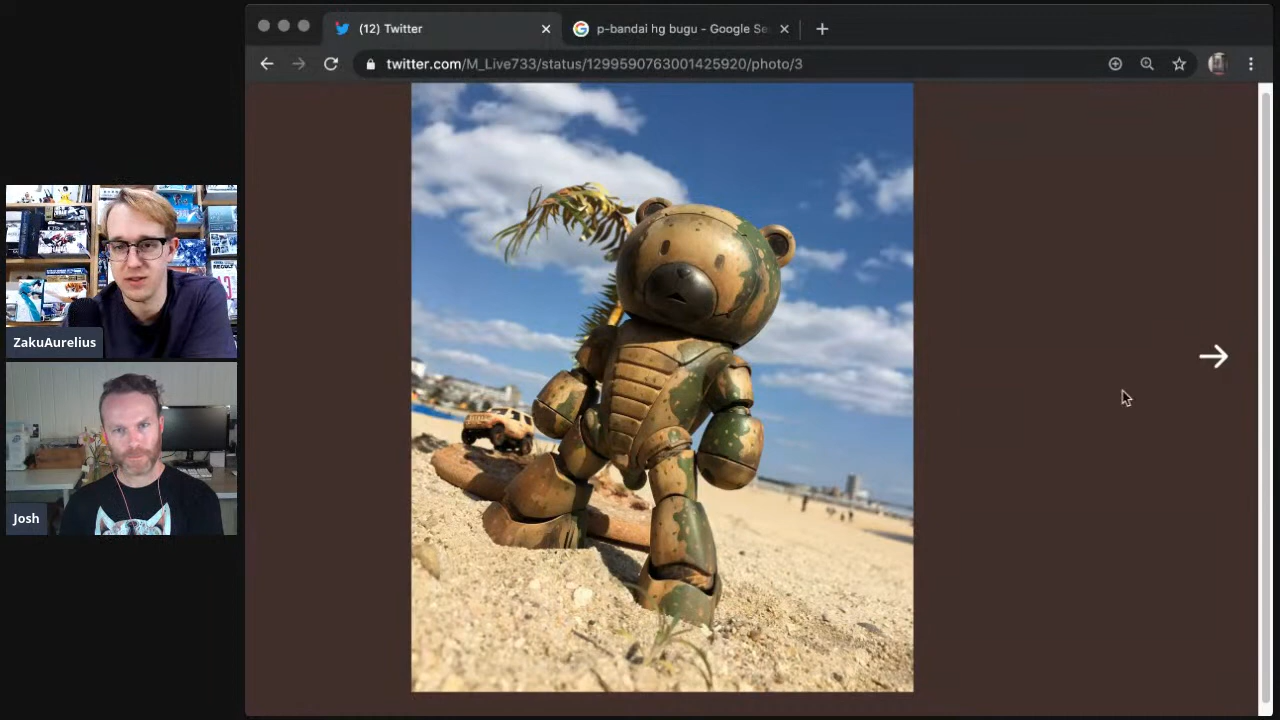 (12) Twitter
p-bandai hg bugu - Google Se
twitter.com/M_Live733/status/1299590763001425920/photo/3
ZakuAurelius
Josh